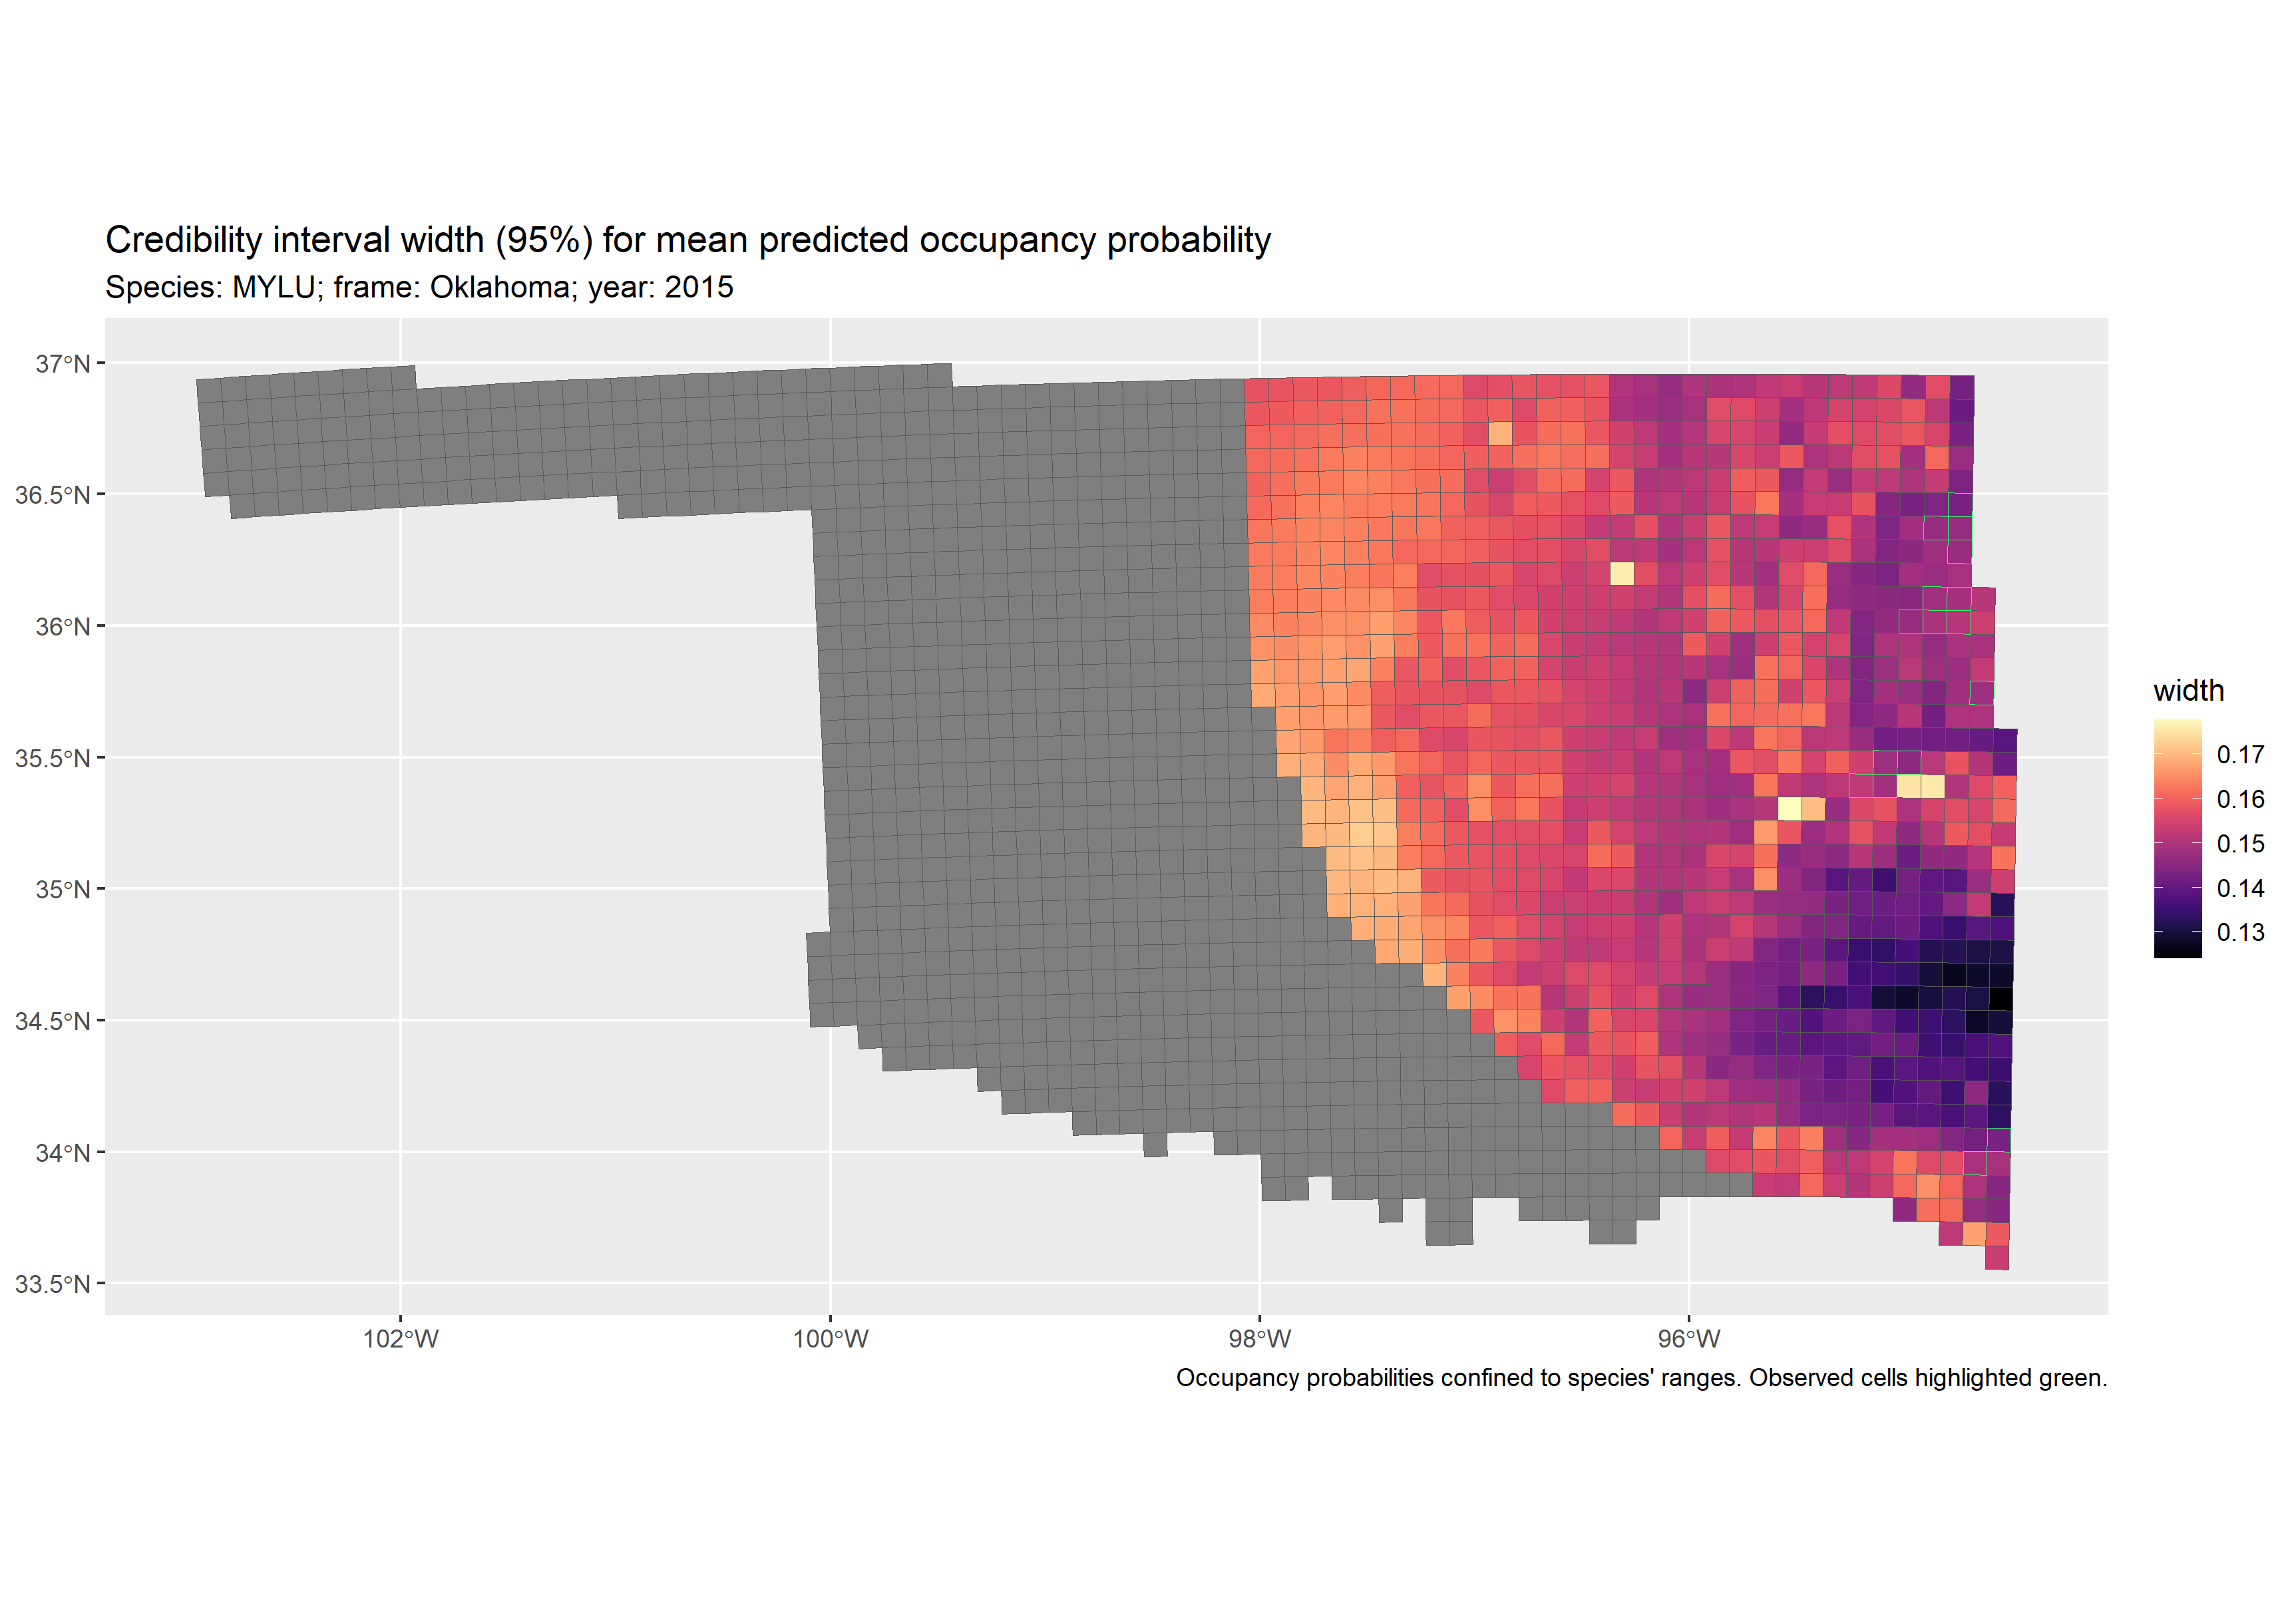 Credibility interval width (95%) for mean predicted occupancy probability
Species: MYLU; frame: Oklahoma; year: 2015
37°N
36.5°N
36°N
35.5°N
35°N
34.5°N
34°N
33.5°N
102°W
100°W
98°W
96°W
width
0.17
0.16
0.15
0.14
0.13
Occupancy probabilities confined to species' ranges. Observed cells highlighted green.